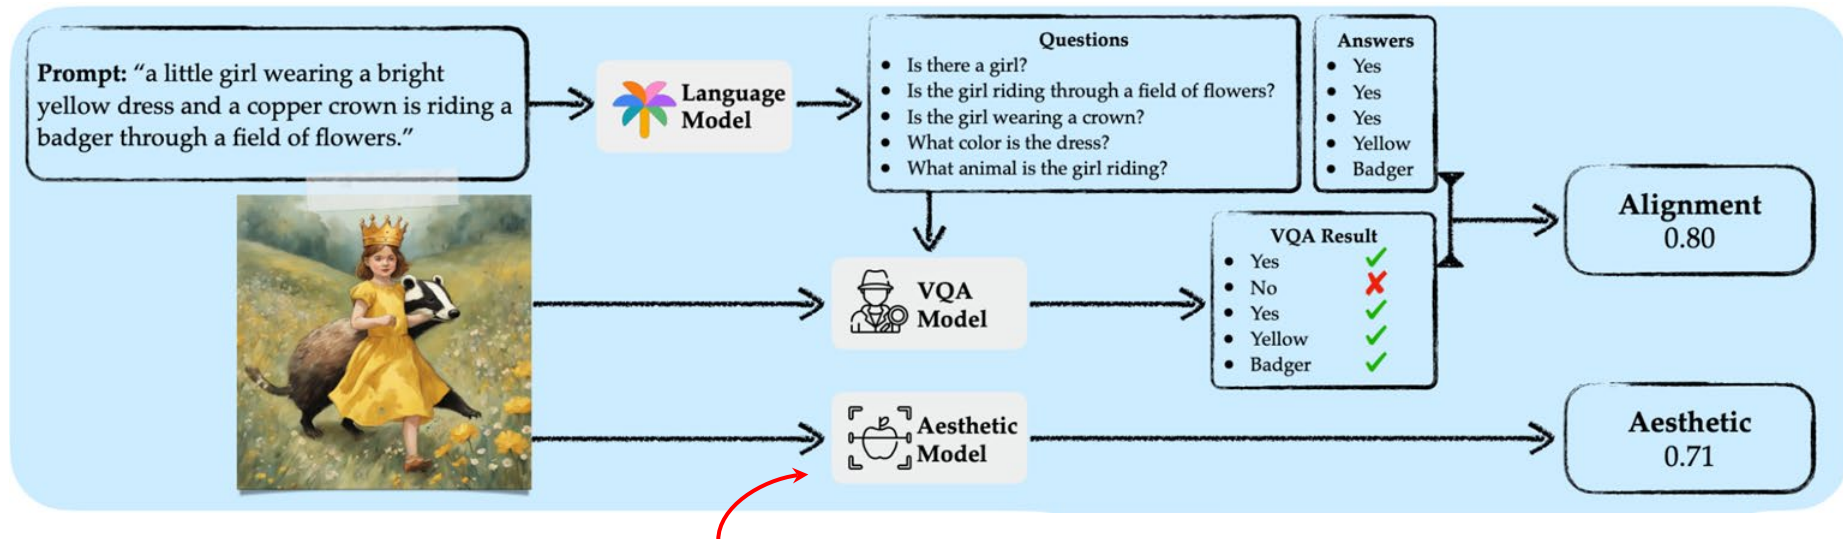 Prompt: “a little girl wearing a bright
yellow dress and a copper crown is riding a
badger through a field of flowers.”
Language
Model
Questions
• Is there a girl?
• Is the girl riding through a field of flowers?
• Is the girl wearing a crown?
• What color is the dress?
• What animal is the girl riding?
Answers
• Yes
• Yes
• Yes
• Yellow
• Badger
VQA
Model
VQA Result
• Yes ✓
• No ✘
• Yes ✓
• Yellow ✓
• Badger ✓
Alignment
0.80
Aesthetic
Model
Aesthetic
0.71